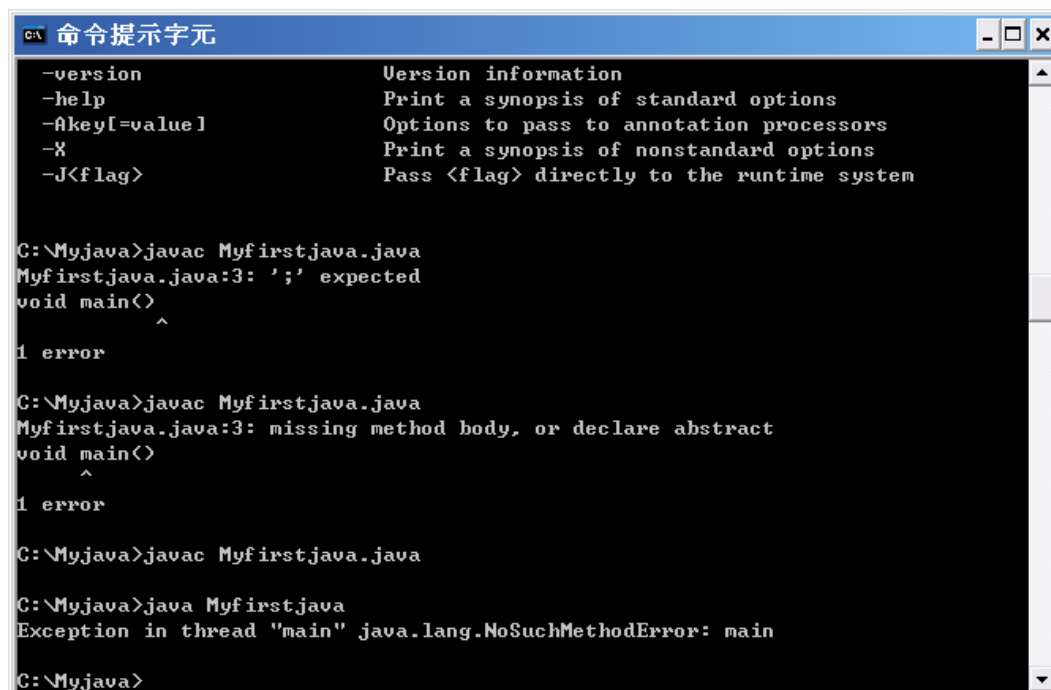 命令提示字元
-version Version information
-help Print a synopsis of standard options
-Akey[=value] Options to pass to annotation processors
-X Print a synopsis of nonstandard options
-J<flag> Pass <flag> directly to the runtime system
C:\Myjava>javac Myfirstjava.java
Myfirstjava.java:3: ';' expected
void main()
^
1 error
C:\Myjava>javac Myfirstjava.java
Myfirstjava.java:3: missing method body, or declare abstract
void main()
^
1 error
C:\Myjava>javac Myfirstjava.java
C:\Myjava>java Myfirstjava
Exception in thread "main" java.lang.NoSuchMethodError: main
C:\Myjava>